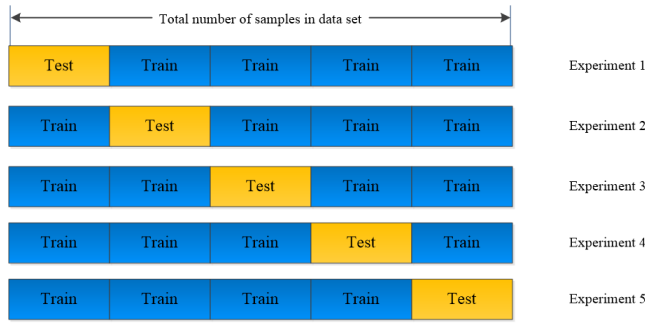 Total number of samples in data set
Test Train Train Train Train Experiment 1
Train Test Train Train Train Experiment 2
Train Train Test Train Train Experiment 3
Train Train Train Test Train Experiment 4
Train Train Train Train Test Experiment 5